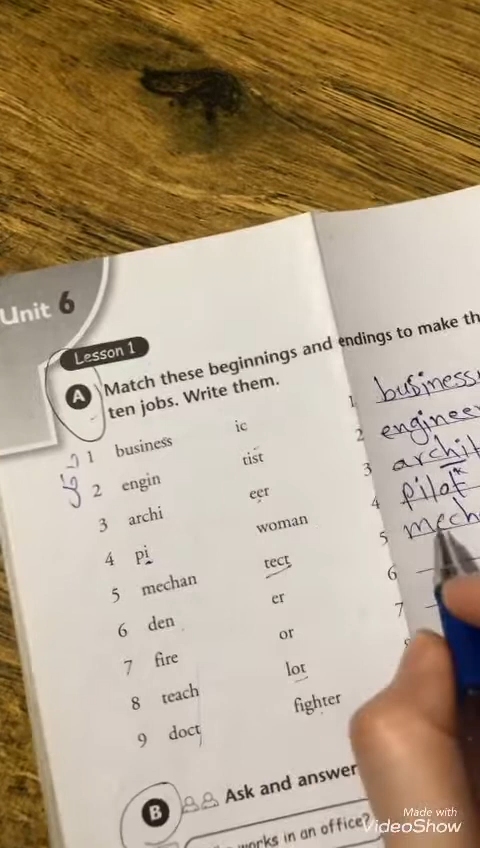 Unit 6
Lesson 1
A Match these beginnings and endings to make th
ten jobs. Write them.
1 business ic 1 business
2 engin tist 2 engineer
3 archi eer 3 archit
4 pi woman 4 pilot
5 mechan tect 5 mech
6 den er 6
7 fire or 7
8 teach lot
9 doct fighter
B Ask and answer
works in an office?
Made with
VideoShow